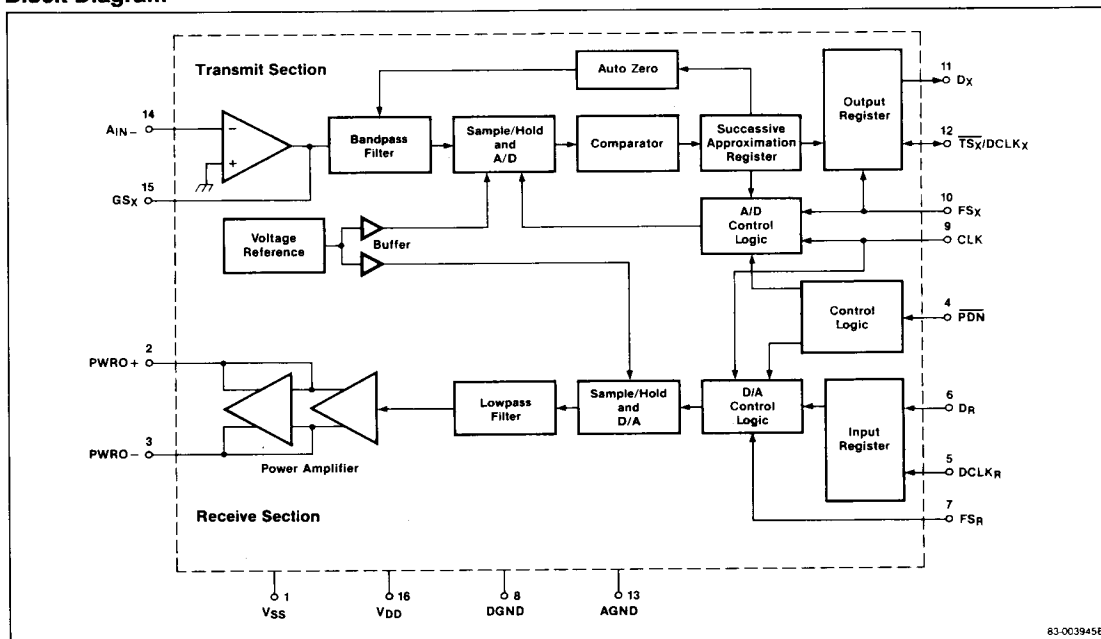 Block Diagram
Transmit Section
Auto Zero
11
DX
14
AIN−
−
+
15
GSX
Bandpass
Filter
Sample/Hold
and
A/D
Comparator
Successive
Approximation
Register
Output
Register
12
TSX/DCLKX
10
FSX
9
CLK
A/D
Control
Logic
Voltage
Reference
Buffer
Control
Logic
4
PDN
2
PWRO+
3
PWRO−
Power Amplifier
Lowpass
Filter
Sample/Hold
and
D/A
D/A
Control
Logic
Input
Register
6
DR
5
DCLKR
7
FSR
Receive Section
1
VSS
16
VDD
8
DGND
13
AGND